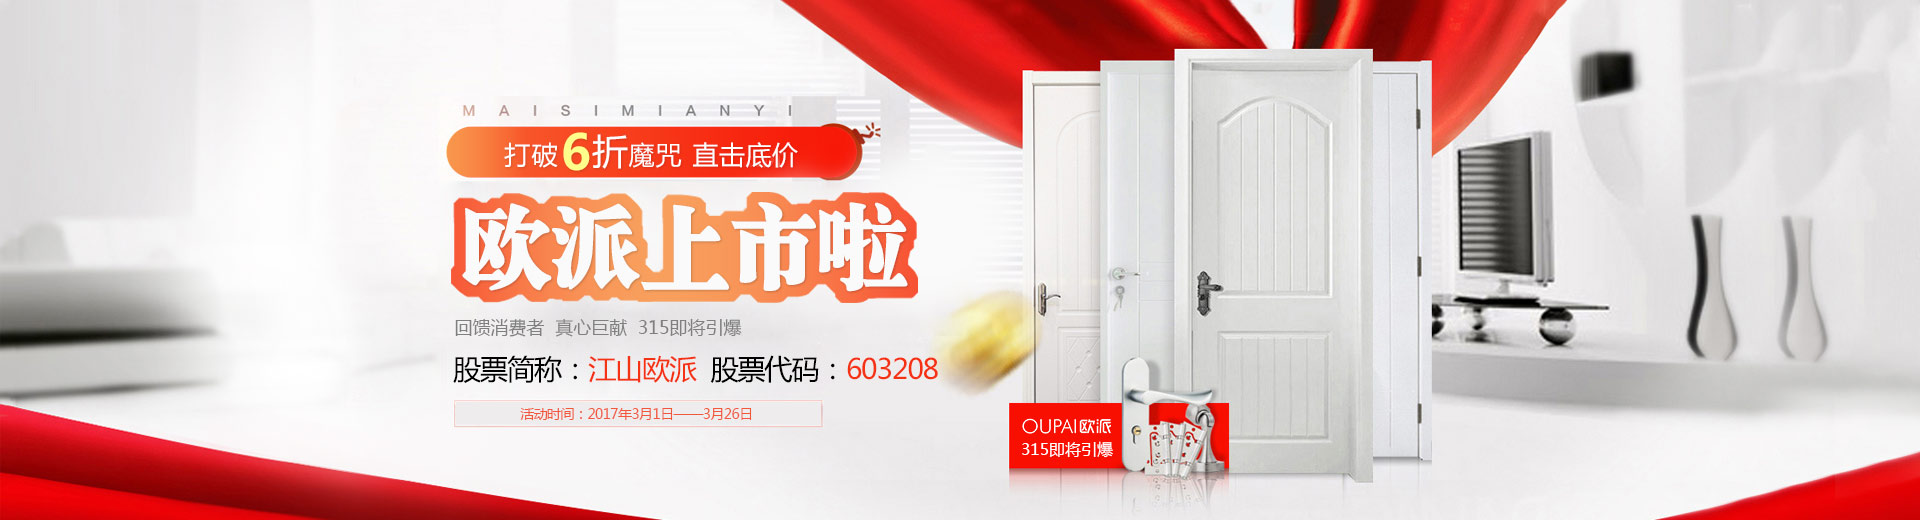 MAISIMIANYI
打破6折魔咒 直击底价
欧派上市啦
回馈消费者 真心巨献 315即将引爆
股票简称：江山欧派 股票代码：603208
活动时间：2017年3月1日——3月26日
OUPAI欧派
315即将引爆